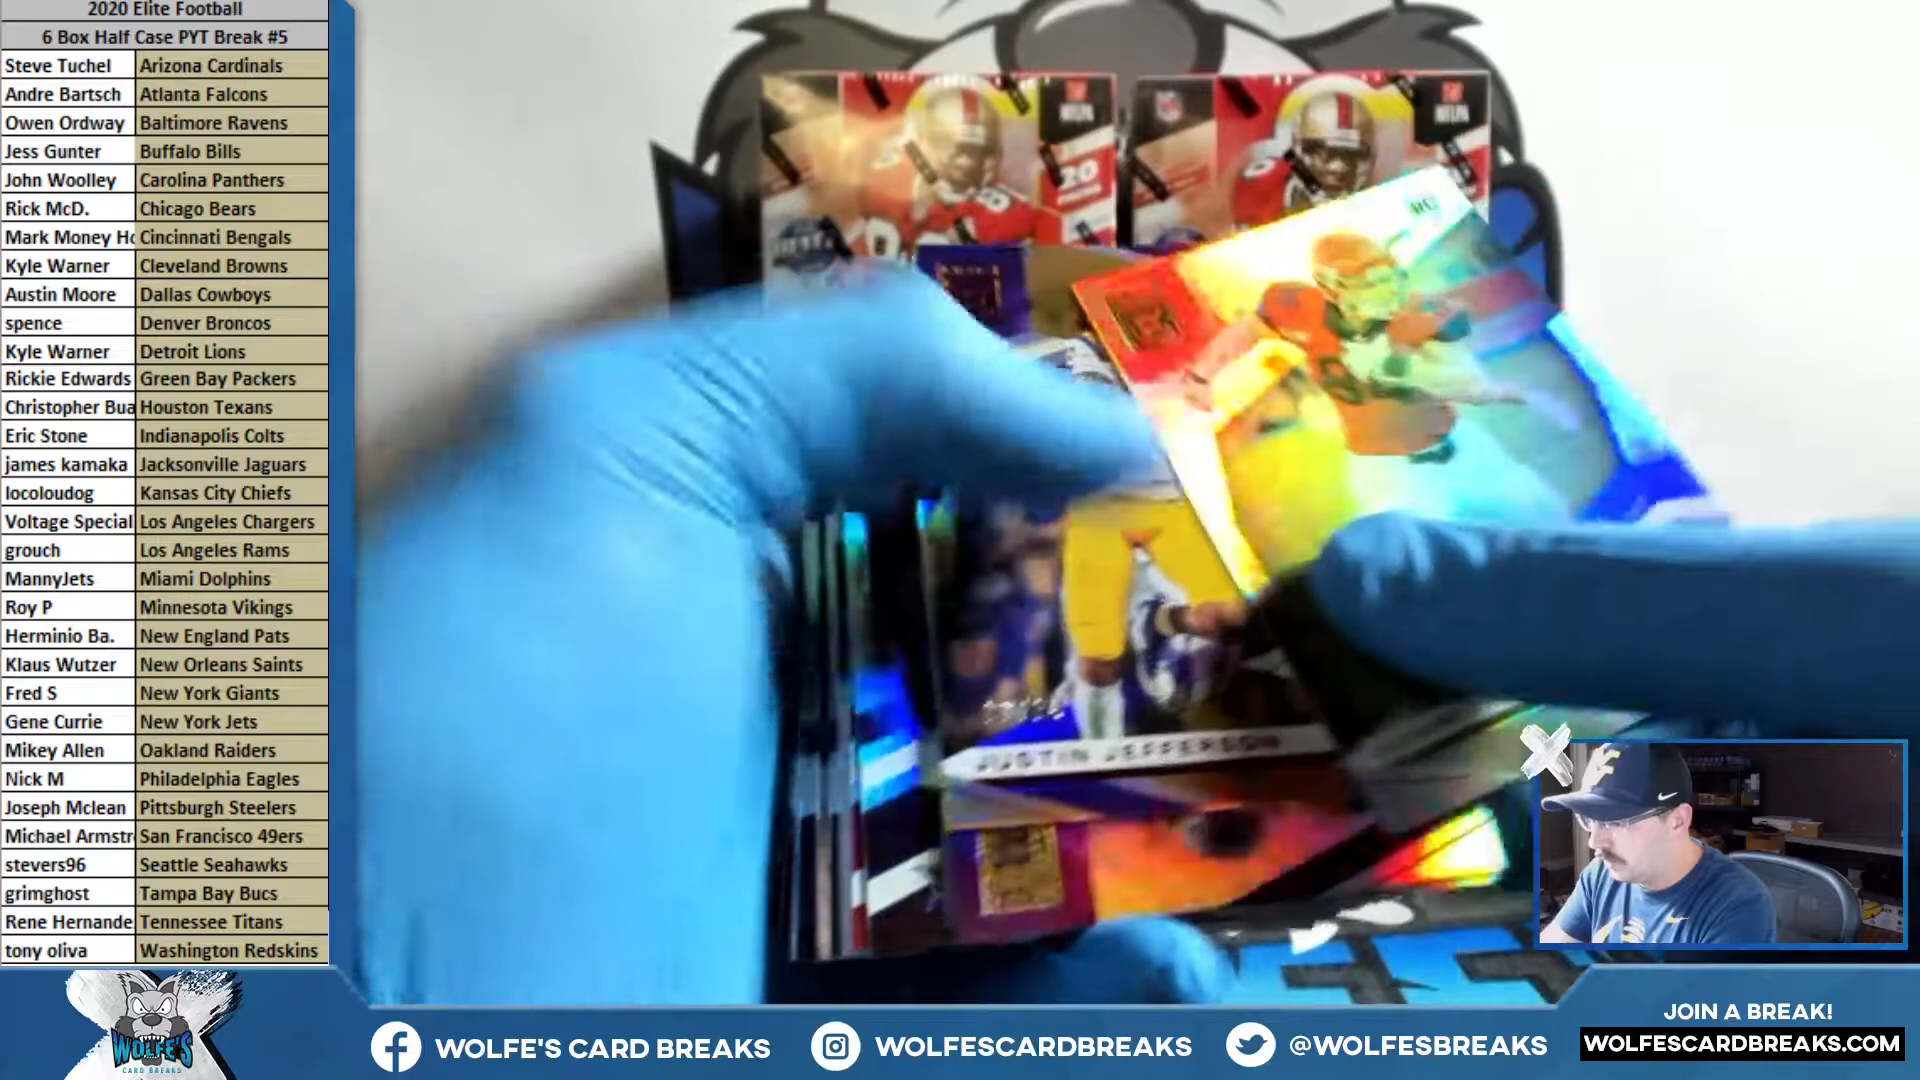 2020 Elite Football
6 Box Half Case PYT Break #5
Steve Tuchel Arizona Cardinals
Andre Bartsch Atlanta Falcons
Owen Ordway Baltimore Ravens
Jess Gunter Buffalo Bills
John Woolley Carolina Panthers
Rick McD. Chicago Bears
Mark Money Ho Cincinnati Bengals
Kyle Warner Cleveland Browns
Austin Moore Dallas Cowboys
spence Denver Broncos
Kyle Warner Detroit Lions
Rickie Edwards Green Bay Packers
Christopher Bua Houston Texans
Eric Stone Indianapolis Colts
james kamaka Jacksonville Jaguars
locoloudog Kansas City Chiefs
Voltage Special Los Angeles Chargers
grouch Los Angeles Rams
MannyJets Miami Dolphins
Roy P Minnesota Vikings
Herminio Ba. New England Pats
Klaus Wutzer New Orleans Saints
Fred S New York Giants
Gene Currie New York Jets
Mikey Allen Oakland Raiders
Nick M Philadelphia Eagles
Joseph Mclean Pittsburgh Steelers
Michael Armstr San Francisco 49ers
stevers96 Seattle Seahawks
grimghost Tampa Bay Bucs
Rene Hernande Tennessee Titans
tony oliva Washington Redskins
20
JUSTIN JEFFERSON
WOLFE'S
CARD BREAKS
WOLFE'S CARD BREAKS
WOLFESCARDBREAKS
@WOLFESBREAKS
JOIN A BREAK!
WOLFESCARDBREAKS.COM